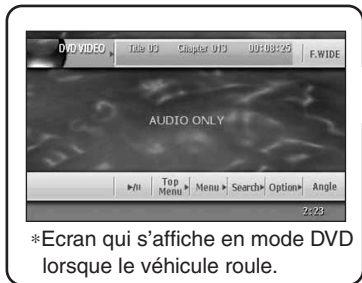 DVD VIDEO Title 03 Chapter 013 00:08:25 F.WIDE
AUDIO ONLY
►/II Top Menu► Menu► Search► Option► Angle
2:23
*Ecran qui s'affiche en mode DVD
lorsque le véhicule roule.